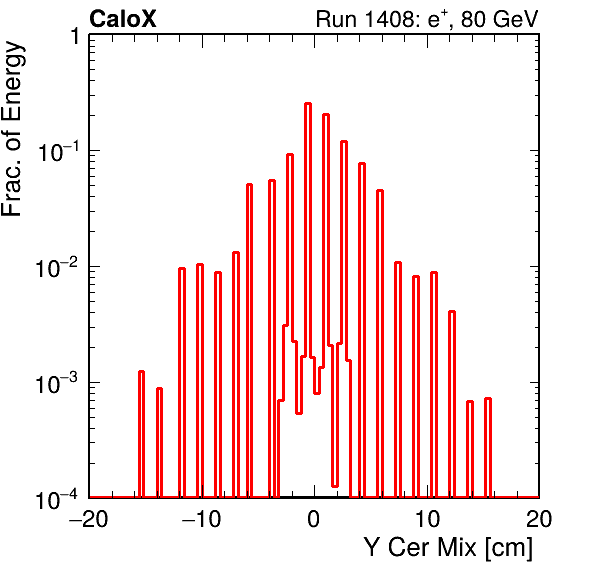 CaloX Run 1408: e⁺, 80 GeV
Frac. of Energy
1
10⁻¹
10⁻²
10⁻³
10⁻⁴
−20 −10 0 10 20
Y Cer Mix [cm]